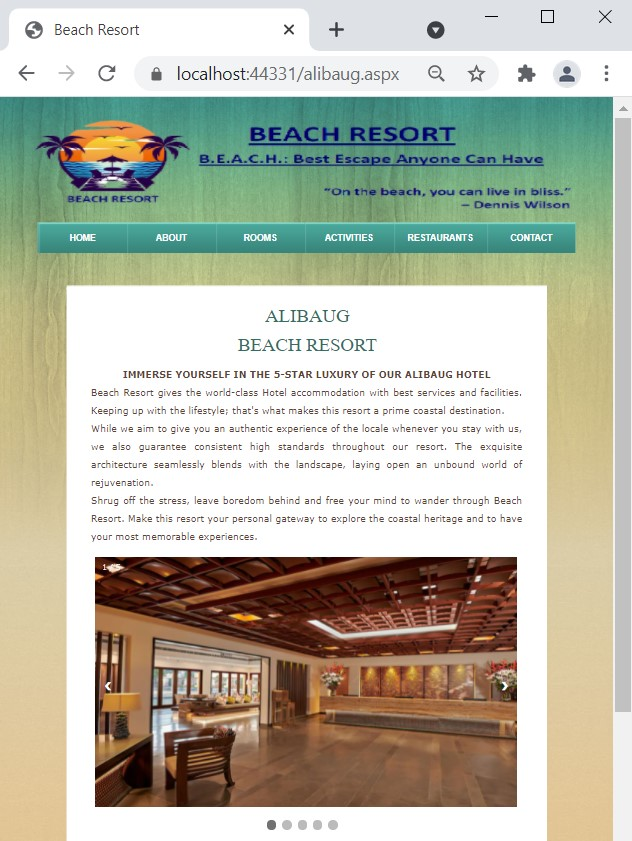 Beach Resort
localhost:44331/alibaug.aspx
BEACH RESORT
B.E.A.C.H.: Best Escape Anyone Can Have
“On the beach, you can live in bliss.”
– Dennis Wilson
BEACH RESORT
HOME ABOUT ROOMS ACTIVITIES RESTAURANTS CONTACT
ALIBAUG
BEACH RESORT
IMMERSE YOURSELF IN THE 5-STAR LUXURY OF OUR ALIBAUG HOTEL
Beach Resort gives the world-class Hotel accommodation with best services and facilities.
Keeping up with the lifestyle; that's what makes this resort a prime coastal destination.
While we aim to give you an authentic experience of the locale whenever you stay with us,
we also guarantee consistent high standards throughout our resort. The exquisite
architecture seamlessly blends with the landscape, laying open an unbound world of
rejuvenation.
Shrug off the stress, leave boredom behind and free your mind to wander through Beach
Resort. Make this resort your personal gateway to explore the coastal heritage and to have
your most memorable experiences.
1 / 5